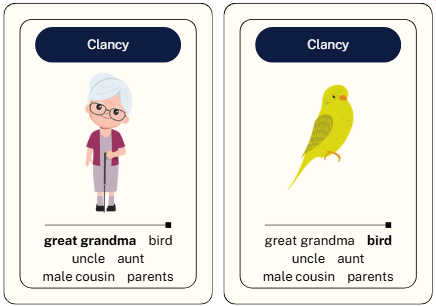 Clancy
great grandma bird
uncle aunt
male cousin parents
Clancy
great grandma bird
uncle aunt
male cousin parents